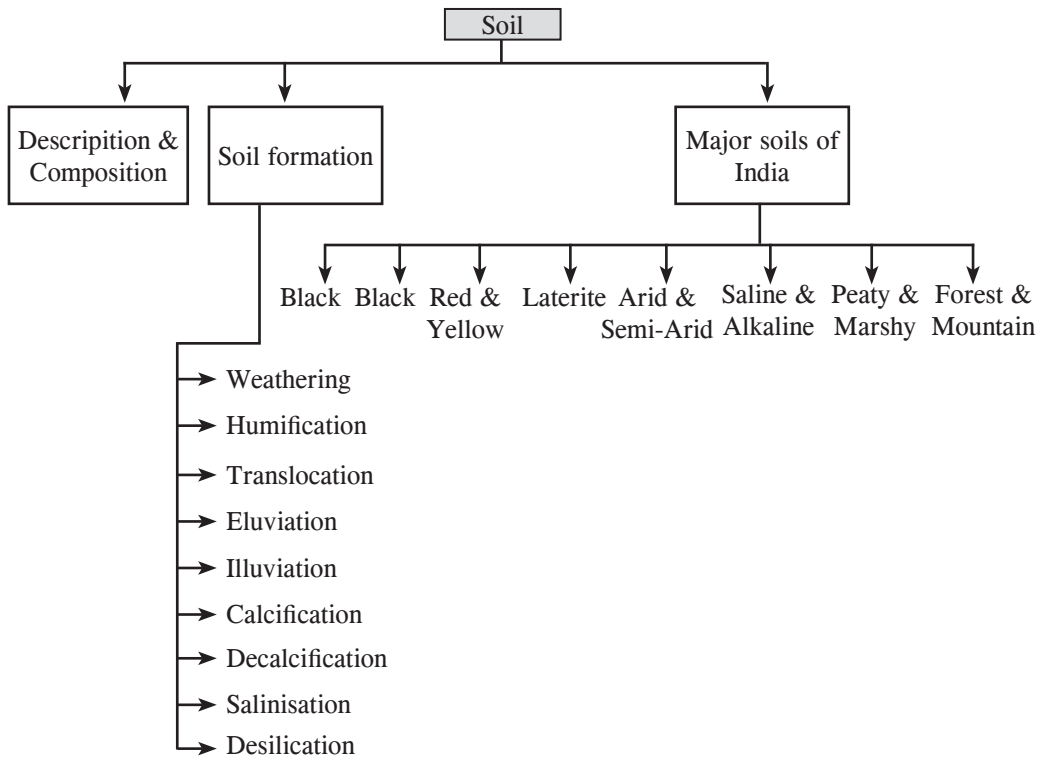 Soil
Descripition &
Composition
Soil formation
Major soils of
India
Black
Black
Red &
Yellow
Laterite
Arid &
Semi-Arid
Saline &
Alkaline
Peaty &
Marshy
Forest &
Mountain
Weathering
Humification
Translocation
Eluviation
Illuviation
Calcification
Decalcification
Salinisation
Desilication